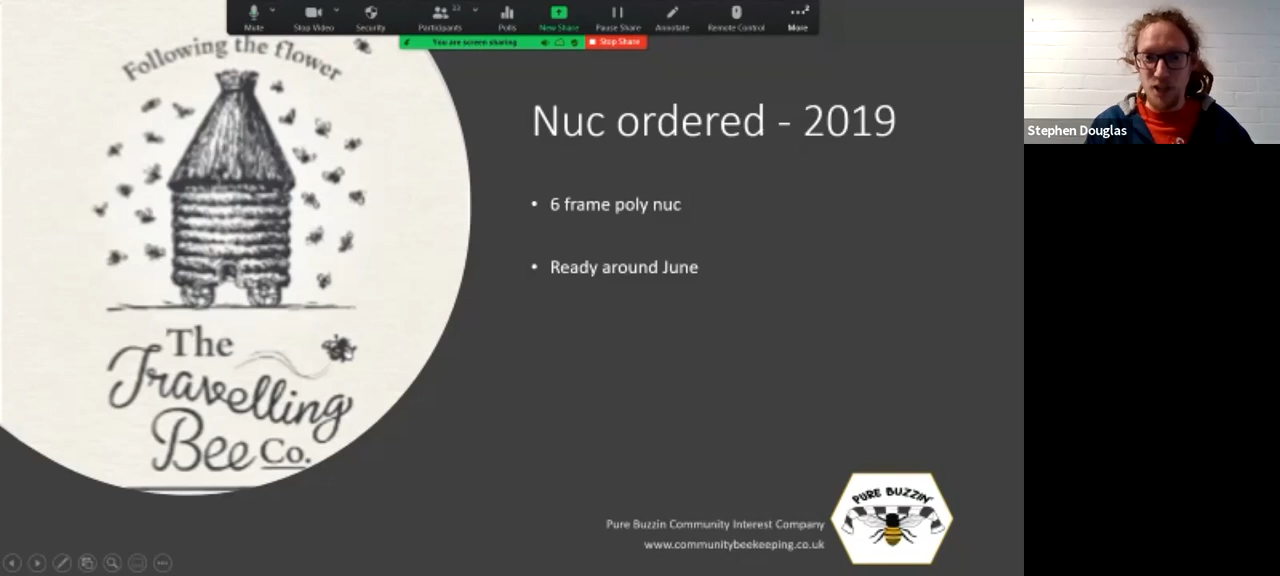 Mute
Stop Video
Security
Participants
33
Polls
New Share
Pause Share
Annotate
Remote Control
More
2
You are screen sharing
Stop Share
Following the flower
The
Travelling
Bee Co.
Nuc ordered - 2019
• 6 frame poly nuc
• Ready around June
Pure Buzzin Community Interest Company
www.communitybeekeeping.co.uk
PURE BUZZIN'
Stephen Douglas